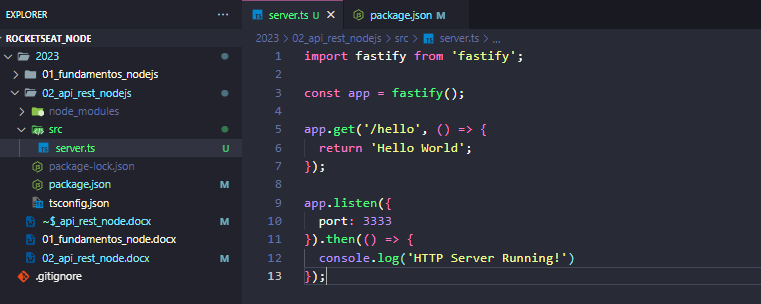 EXPLORER
...
ROCKETSEAT_NODE
2023
01_fundamentos_nodejs
02_api_rest_nodejs
node_modules
src
server.ts U
package-lock.json
package.json M
tsconfig.json
~$_api_rest_node.docx M
01_fundamentos_node.docx
02_api_rest_node.docx M
.gitignore
server.ts U
package.json M
2023 > 02_api_rest_nodejs > src > server.ts > ...
1 import fastify from 'fastify';
2
3 const app = fastify();
4
5 app.get('/hello', () => {
6 return 'Hello World';
7 });
8
9 app.listen({
10 port: 3333
11 }).then(() => {
12 console.log('HTTP Server Running!')
13 });